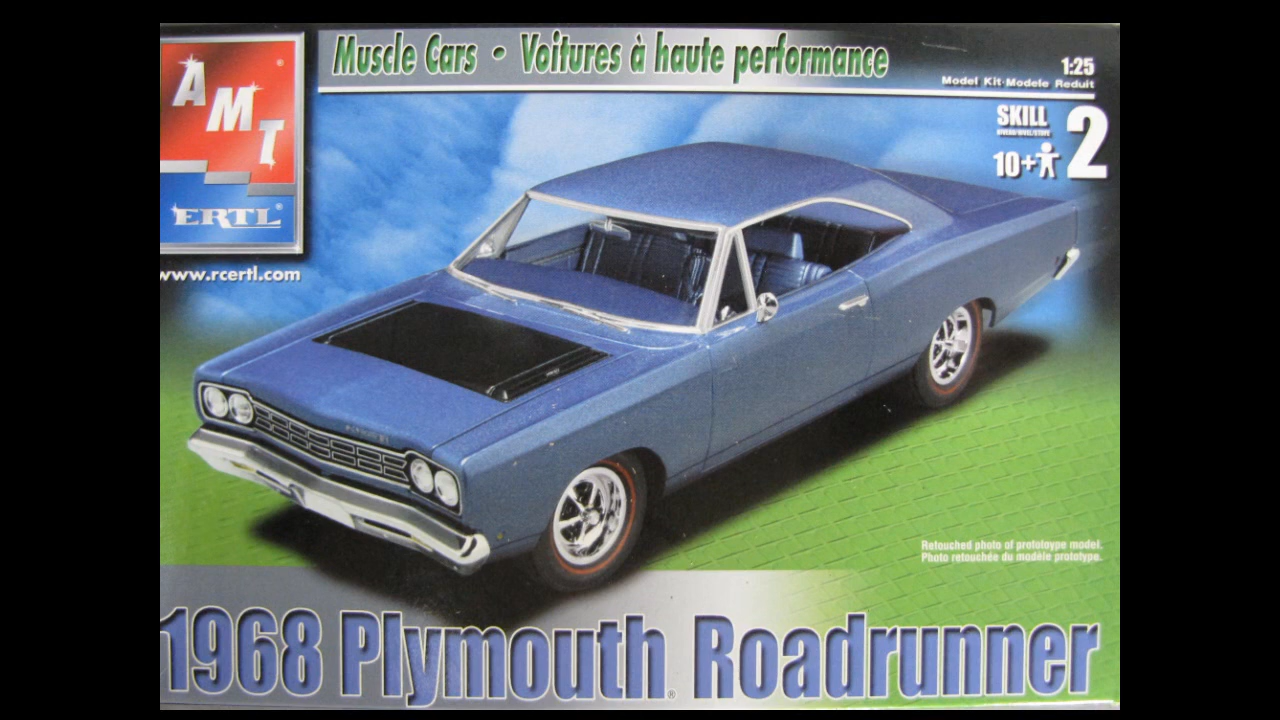 AMT
®
ERTL®
www.rcertl.com
Muscle Cars • Voitures à haute performance
1:25
Model Kit·Modele Reduit
SKILL 2
10+
Retouched photo of protoptype model.
Photo retouchée du modèle prototype.
1968 Plymouth® Roadrunner